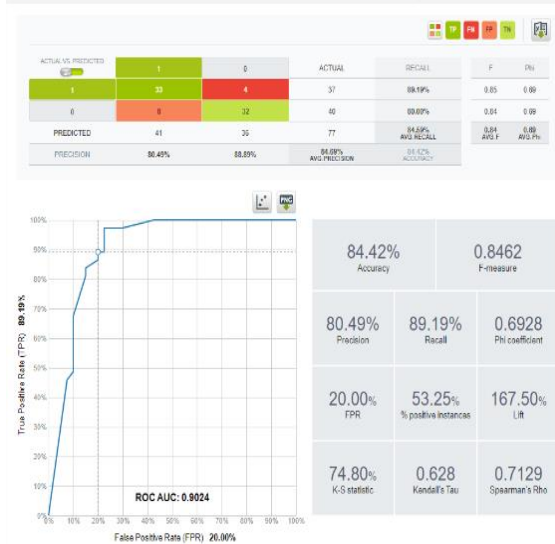 TP FN FP TN
ACTUAL VS. PREDICTED 1 0 ACTUAL RECALL F Phi
1 33 4 37 89.19% 0.85 0.69
0 8 32 40 80.00% 0.84 0.69
PREDICTED 41 36 77 84.59% AVG. RECALL 0.84 AVG. F 0.69 AVG. Phi
PRECISION 80.49% 88.89% 84.69% AVG. PRECISION 84.42% ACCURACY
PNG
100%
90%
80%
70%
60%
50%
40%
30%
20%
10%
0%
True Positive Rate (TPR) 89.19%
ROC AUC: 0.9024
0% 10% 20% 30% 40% 50% 60% 70% 80% 90% 100%
False Positive Rate (FPR) 20.00%
84.42% 0.8462
Accuracy F-measure
80.49% 89.19% 0.6928
Precision Recall Phi coefficient
20.00% 53.25% 167.50%
FPR % positive instances Lift
74.80% 0.628 0.7129
K-S statistic Kendall's Tau Spearman's Rho